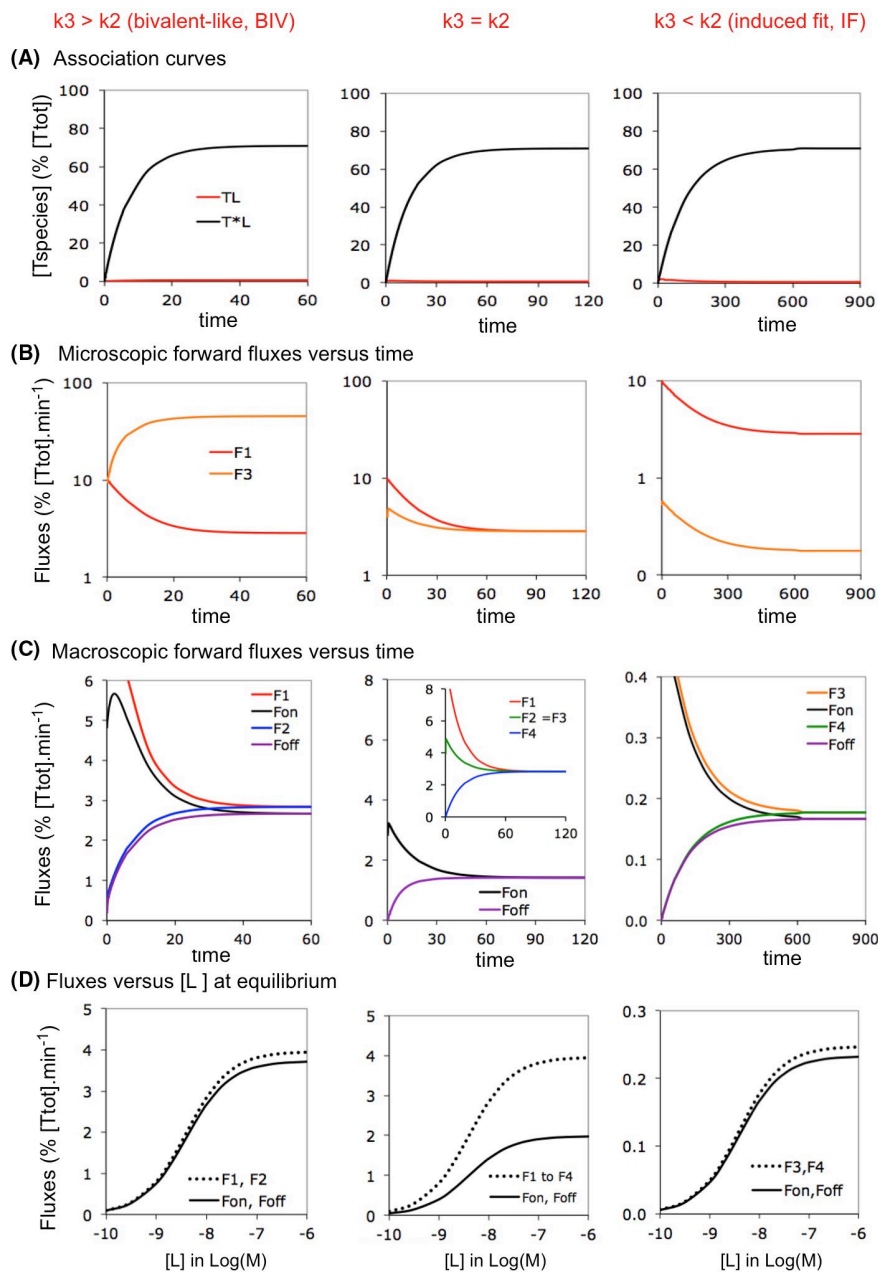 k3 > k2 (bivalent-like, BIV) k3 = k2 k3 < k2 (induced fit, IF)
(A) Association curves
[Tspecies] (% [Ttot])
100 100 100
80 80 80
60 60 60
40 40 40
20 20 20
0 0 0
TL
T*L
0 20 40 60 0 30 60 90 120 0 300 600 900
time time time
(B) Microscopic forward fluxes versus time
Fluxes (% [Ttot].min⁻¹)
100 100 10
10 10 1
1 1 0
F1
F3
0 20 40 60 0 30 60 90 120 0 300 600 900
time time time
(C) Macroscopic forward fluxes versus time
Fluxes (% [Ttot].min⁻¹)
6 8 0.4
5 6 0.3
4 4 0.2
3 2 0.1
2 0 0.0
1
0
F1
Fon
F2
Foff
8
6
4
2
0
F1
F2 =F3
F4
0 60 120
Fon
Foff
F3
Fon
F4
Foff
0 20 40 60 0 30 60 90 120 0 300 600 900
time time time
(D) Fluxes versus [L ] at equilibrium
Fluxes (% [Ttot].min⁻¹)
5 5 0.3
4 4 0.2
3 3 0.1
2 2 0.0
1 1
0 0
F1, F2
Fon, Foff
F1 to F4
Fon, Foff
F3,F4
Fon,Foff
-10 -9 -8 -7 -6 -10 -9 -8 -7 -6 -10 -9 -8 -7 -6
[L] in Log(M) [L] in Log(M) [L] in Log(M)